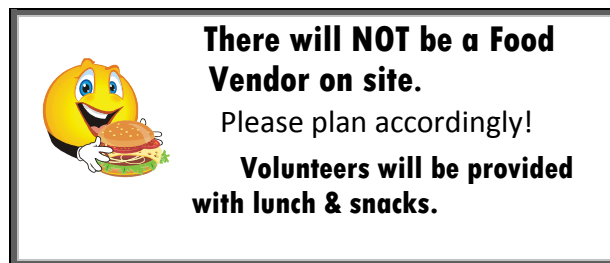 There will NOT be a Food
Vendor on site.
Please plan accordingly!
Volunteers will be provided
with lunch & snacks.